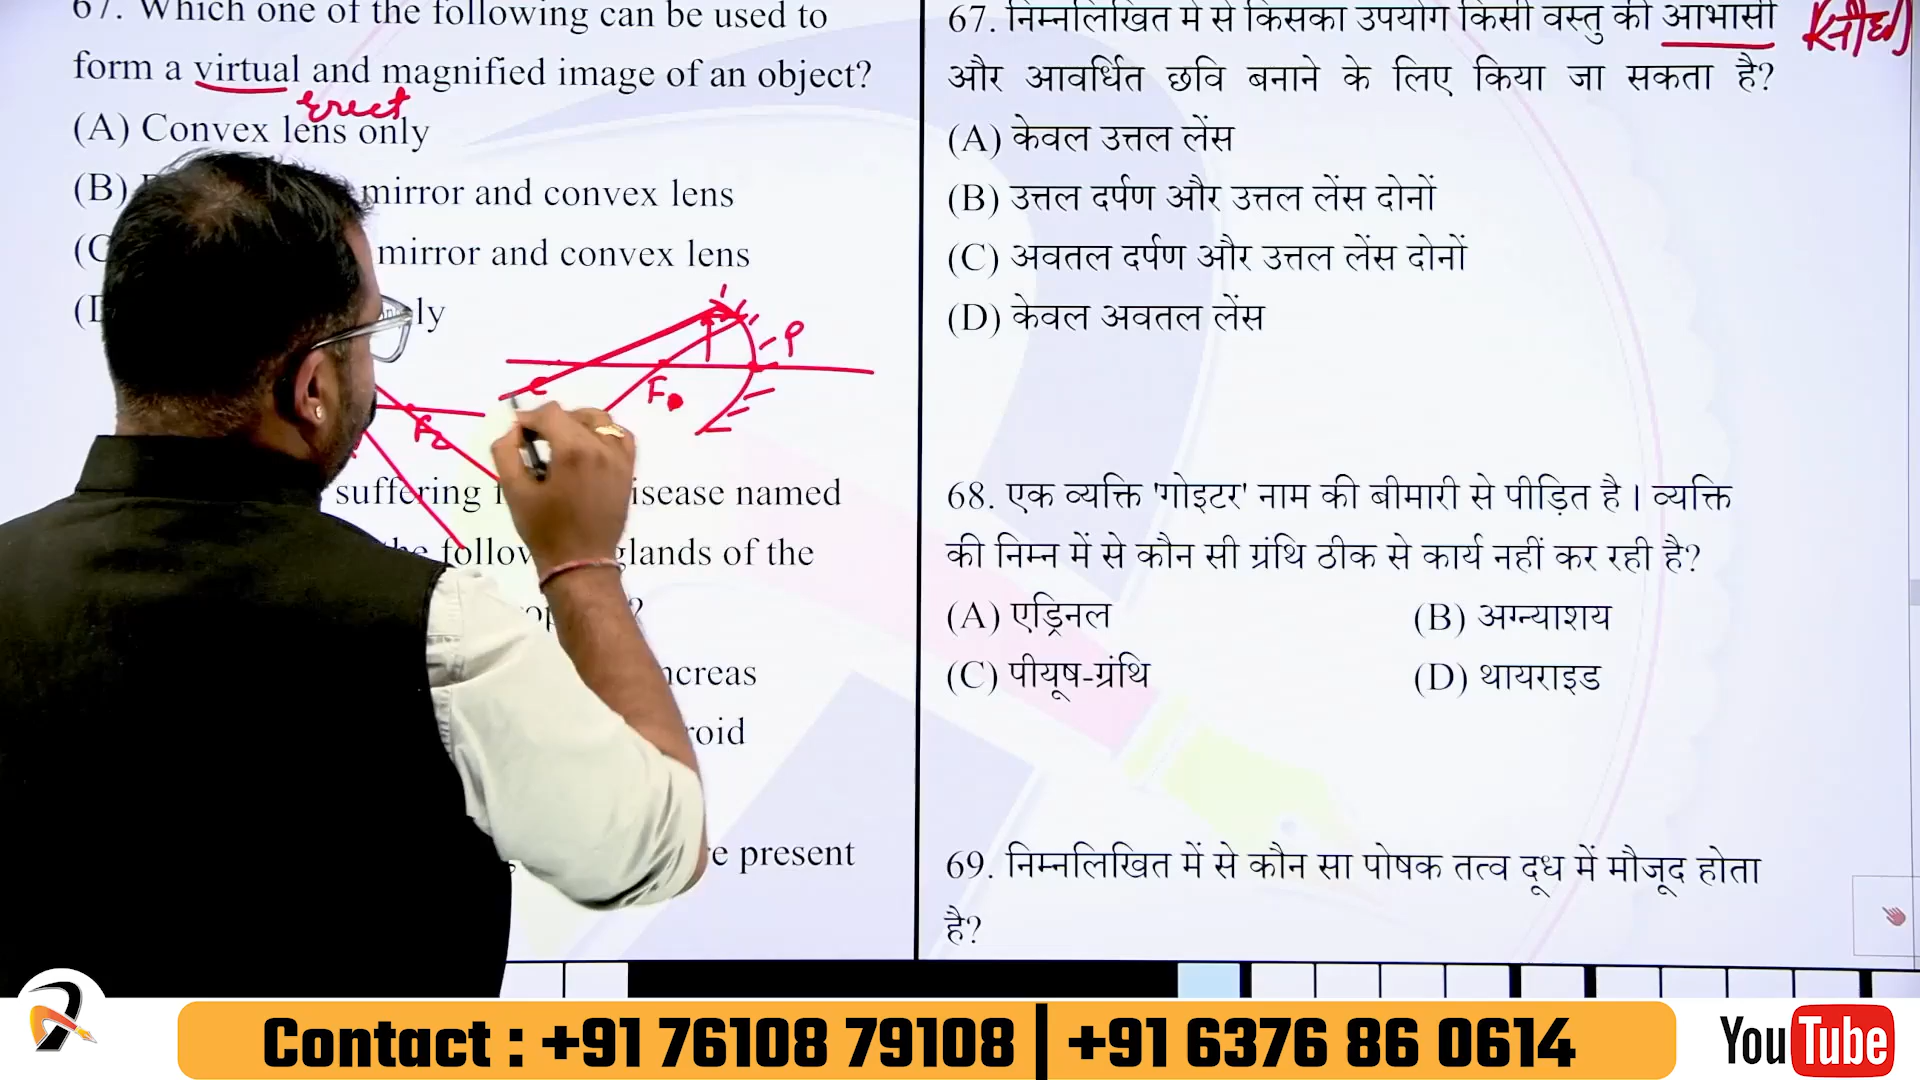 67. Which one of the following can be used to
form a virtual and magnified image of an object?
Erect
(A) Convex lens only
(B) mirror and convex lens
(C mirror and convex lens
ly
P
F
F2
suffering isease named
the follow glands of the
?
ncreas
roid
e present
67. निम्नलिखित में से किसका उपयोग किसी वस्तु की आभासी
और आवर्धित छवि बनाने के लिए किया जा सकता है?
(A) केवल उत्तल लेंस
(B) उत्तल दर्पण और उत्तल लेंस दोनों
(C) अवतल दर्पण और उत्तल लेंस दोनों
(D) केवल अवतल लेंस
68. एक व्यक्ति 'गोइटर' नाम की बीमारी से पीड़ित है। व्यक्ति
की निम्न में से कौन सी ग्रंथि ठीक से कार्य नहीं कर रही है?
(A) एड्रिनल (B) अग्न्याशय
(C) पीयूष-ग्रंथि (D) थायराइड
69. निम्नलिखित में से कौन सा पोषक तत्व दूध में मौजूद होता
है?
Contact : +91 76108 79108 | +91 6376 86 0614
YouTube